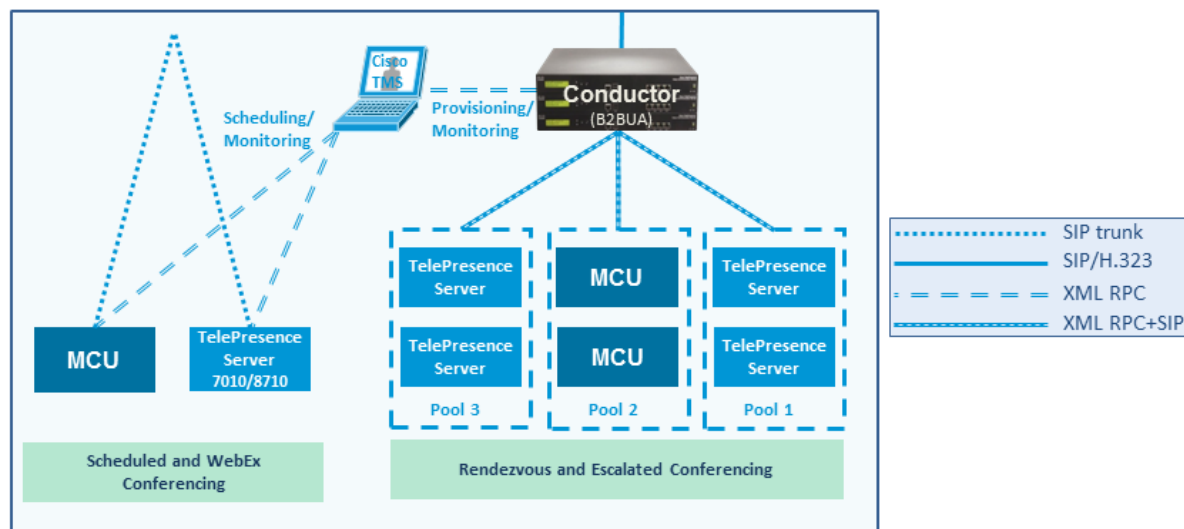 Cisco
TMS
Conductor
(B2BUA)
Scheduling/
Monitoring
Provisioning/
Monitoring
MCU
TelePresence
Server
7010/8710
TelePresence
Server
TelePresence
Server
Pool 3
MCU
MCU
Pool 2
TelePresence
Server
TelePresence
Server
Pool 1
Scheduled and WebEx
Conferencing
Rendezvous and Escalated Conferencing
SIP trunk
SIP/H.323
XML RPC
XML RPC+SIP